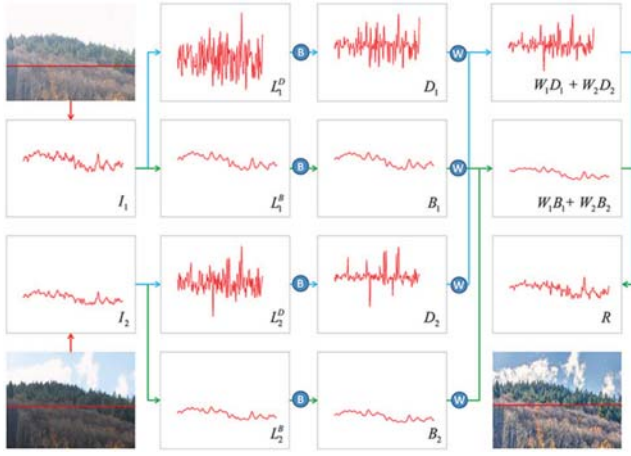 L₁ᴰ B D₁ W W₁D₁ + W₂D₂
I₁ L₁ᴮ B B₁ W W₁B₁ + W₂B₂
I₂ L₂ᴰ B D₂ W R
L₂ᴮ B B₂ W